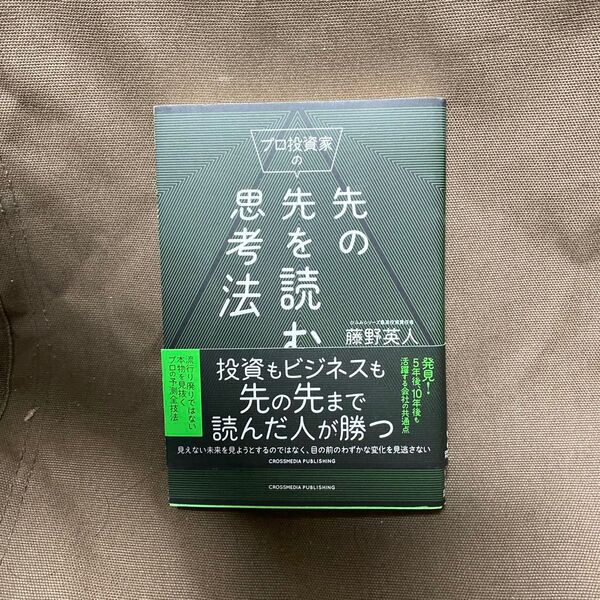 プロ投資家の
先の
先を読む
思考法
藤野英人
発見!
5年後、10年後も
活躍する会社の共通点
投資もビジネスも
先の先まで
読んだ人が勝つ
流行り廃りではない
本物を見抜く
プロの予測全技法
見えない未来を見ようとするのではなく、目の前のわずかな変化を見逃さない
CROSSMEDIA PUBLISHING
CROSSMEDIA PUBLISHING